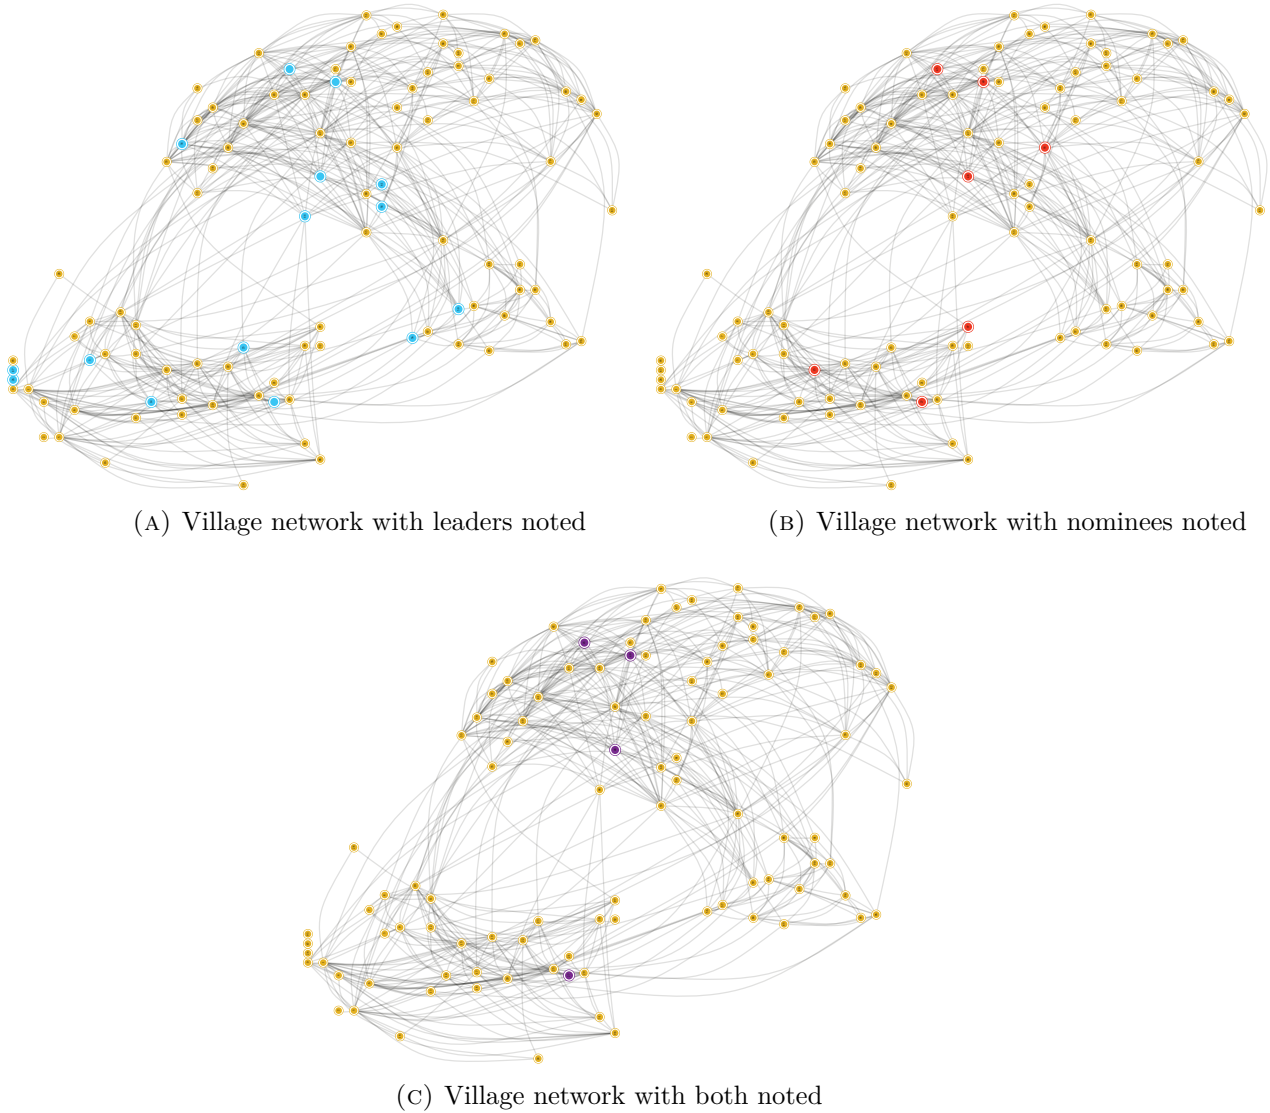 (A) Village network with leaders noted
(B) Village network with nominees noted
(C) Village network with both noted